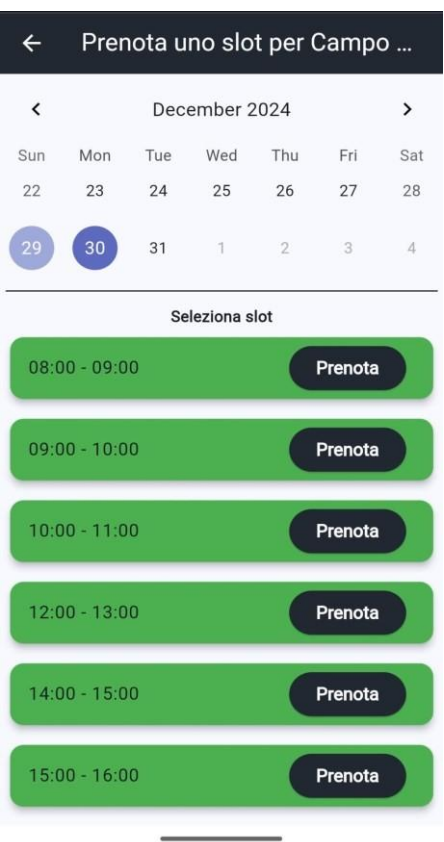 Prenota uno slot per Campo ...
December 2024
Sun Mon Tue Wed Thu Fri Sat
22 23 24 25 26 27 28
29 30 31 1 2 3 4
Seleziona slot
08:00 - 09:00 Prenota
09:00 - 10:00 Prenota
10:00 - 11:00 Prenota
12:00 - 13:00 Prenota
14:00 - 15:00 Prenota
15:00 - 16:00 Prenota